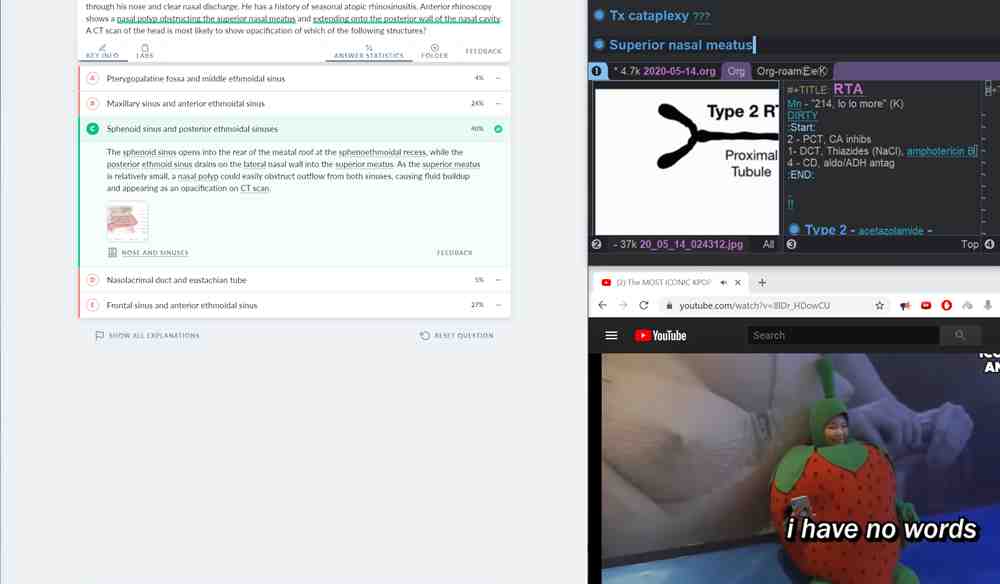 through his nose and clear nasal discharge. He has a history of seasonal atopic rhinosinusitis. Anterior rhinoscopy
shows a nasal polyp obstructing the superior nasal meatus and extending onto the posterior wall of the nasal cavity.
A CT scan of the head is most likely to show opacification of which of the following structures?
KEY INFO
LABS
ANSWER STATISTICS
FOLDER
FEEDBACK
A Pterygopalatine fossa and middle ethmoidal sinus 4%
B Maxillary sinus and anterior ethmoidal sinus 24%
C Sphenoid sinus and posterior ethmoidal sinuses 40%
The sphenoid sinus opens into the rear of the meatal roof at the sphenoethmoidal recess, while the
posterior ethmoid sinus drains on the lateral nasal wall into the superior meatus. As the superior meatus
is relatively small, a nasal polyp could easily obstruct outflow from both sinuses, causing fluid buildup
and appearing as an opacification on CT scan.
NOSE AND SINUSES
FEEDBACK
D Nasolacrimal duct and eustachian tube 5%
E Frontal sinus and anterior ethmoidal sinus 27%
SHOW ALL EXPLANATIONS
RESET QUESTION
Tx cataplexy ???
Superior nasal meatus
1 * 4.7k 2020-05-14.org Org Org-roam
#+TITLE: RTA
Mn - "214, lo lo more" (K)
DIRTY
:Start:
2 - PCT, CA inhibs
1- DCT, Thiazides (NaCl), amphotericin B
4 - CD, aldo/ADH antag
:END:
!!
Type 2 - acetazolamide -
Type 2 RT
Proximal
Tubule
2 - 37k 20_05_14_024312.jpg All 3 Top 4
(2) The MOST ICONIC KPOP
youtube.com/watch?v=8lDr_HDowCU
YouTube
Search
i have no words